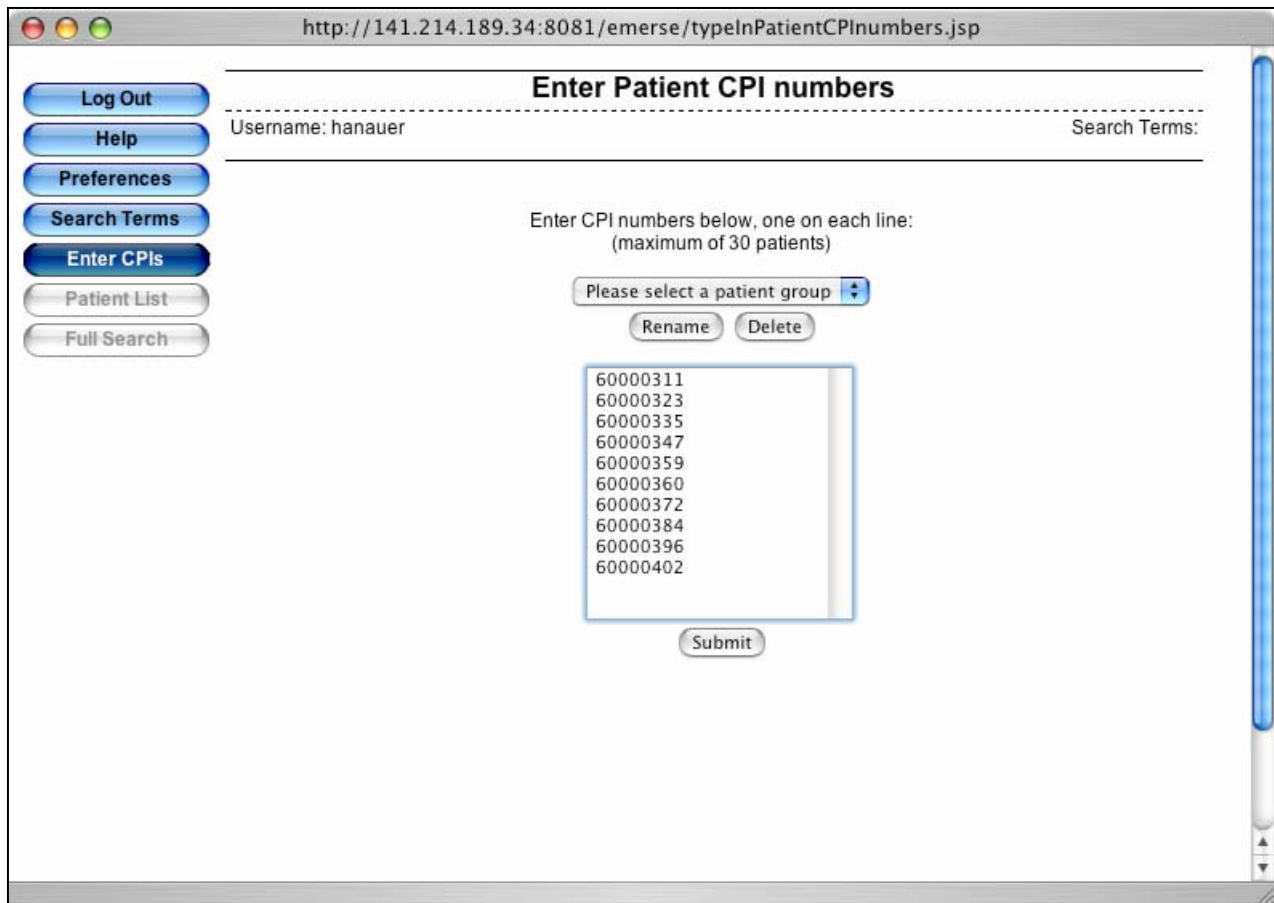 http://141.214.189.34:8081/emerse/typeInPatientCPInumbers.jsp
Log Out
Help
Preferences
Search Terms
Enter CPIs
Patient List
Full Search
Enter Patient CPI numbers
Username: hanauer
Search Terms:
Enter CPI numbers below, one on each line:
(maximum of 30 patients)
Please select a patient group
Rename
Delete
60000311
60000323
60000335
60000347
60000359
60000360
60000372
60000384
60000396
60000402
Submit